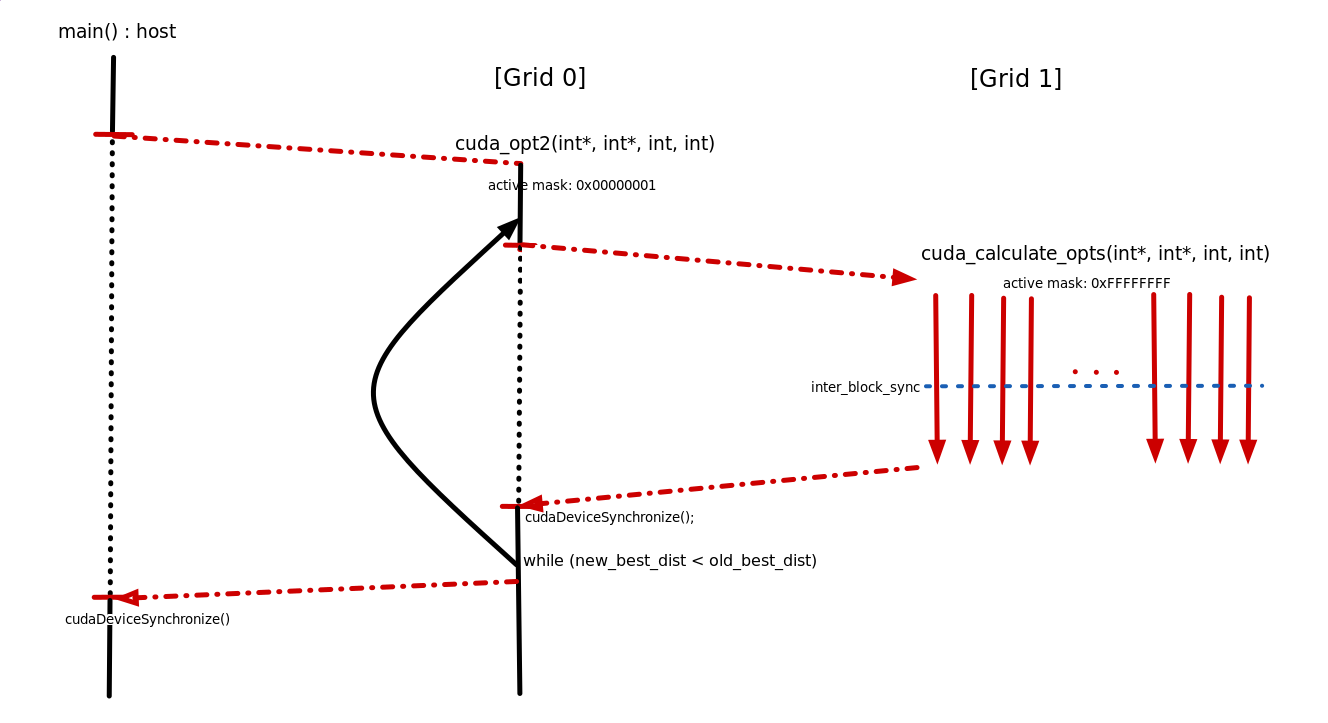 main() : host
[Grid 0]
[Grid 1]
cuda_opt2(int*, int*, int, int)
active mask: 0x00000001
cuda_calculate_opts(int*, int*, int, int)
active mask: 0xFFFFFFFF
. . .
inter_block_sync
cudaDeviceSynchronize();
while (new_best_dist < old_best_dist)
cudaDeviceSynchronize()